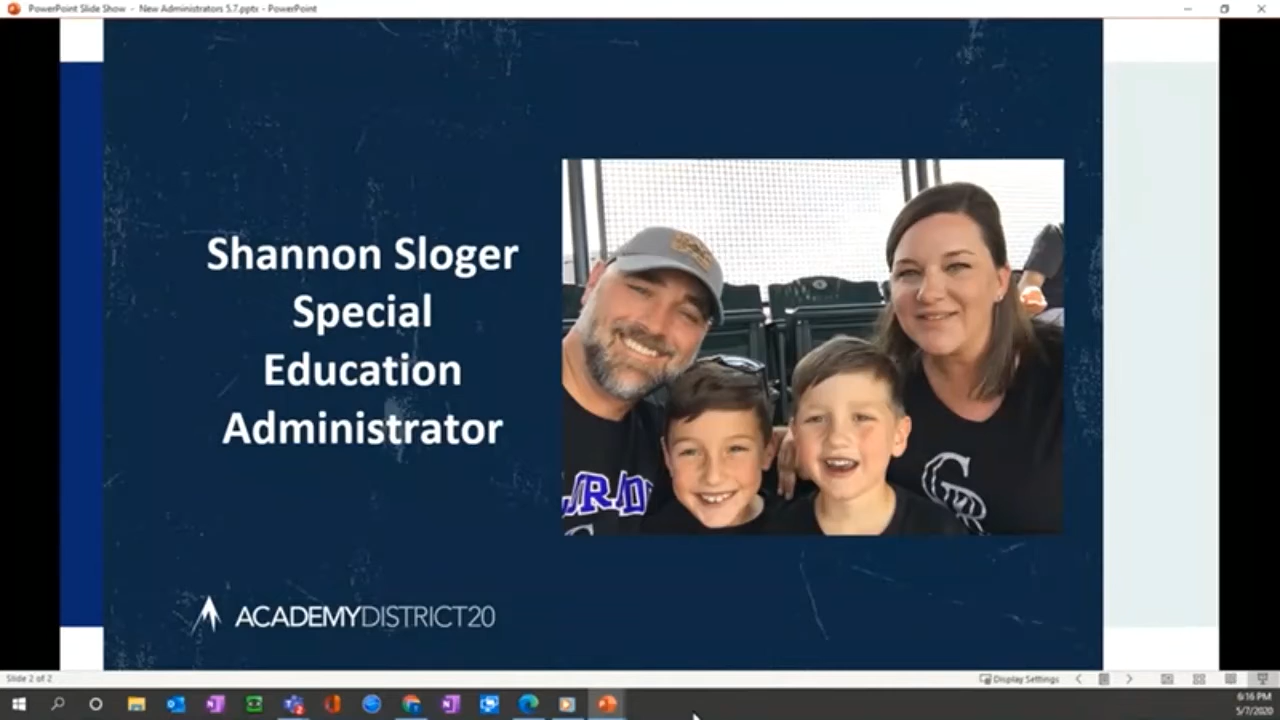 PowerPoint Slide Show - New Administrators 5.7.pptx - PowerPoint
Shannon Sloger
Special
Education
Administrator
ACADEMYDISTRICT20
Slide 2 of 2
Display Settings
6:16 PM
5/7/2020